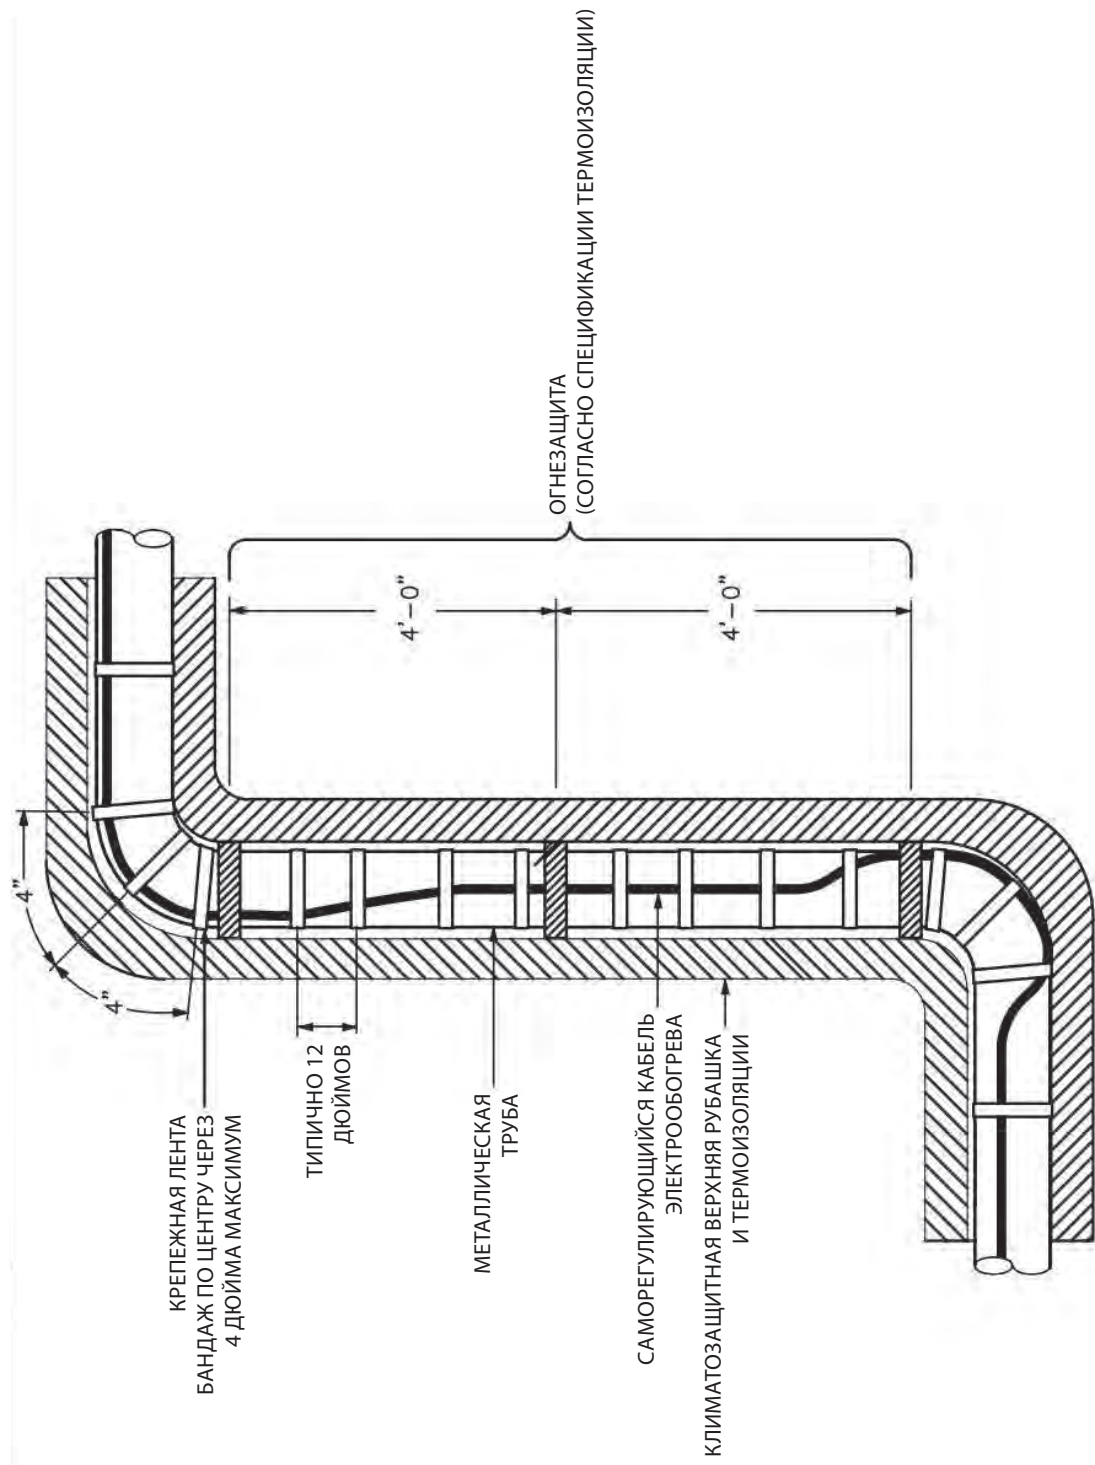 КРЕПЕЖНАЯ ЛЕНТА
БАНДАЖ ПО ЦЕНТРУ ЧЕРЕЗ
4 ДЮЙМА МАКСИМУМ
4"
4"
ТИПИЧНО 12
ДЮЙМОВ
МЕТАЛЛИЧЕСКАЯ
ТРУБА
САМОРЕГУЛИРУЮЩИЙСЯ КАБЕЛЬ
ЭЛЕКТРООБОГРЕВА
КЛИМАТОЗАЩИТНАЯ ВЕРХНЯЯ РУБАШКА
И ТЕРМОИЗОЛЯЦИИ
4'–0"
4'–0"
ОГНЕЗАЩИТА
(СОГЛАСНО СПЕЦИФИКАЦИИ ТЕРМОИЗОЛЯЦИИ)